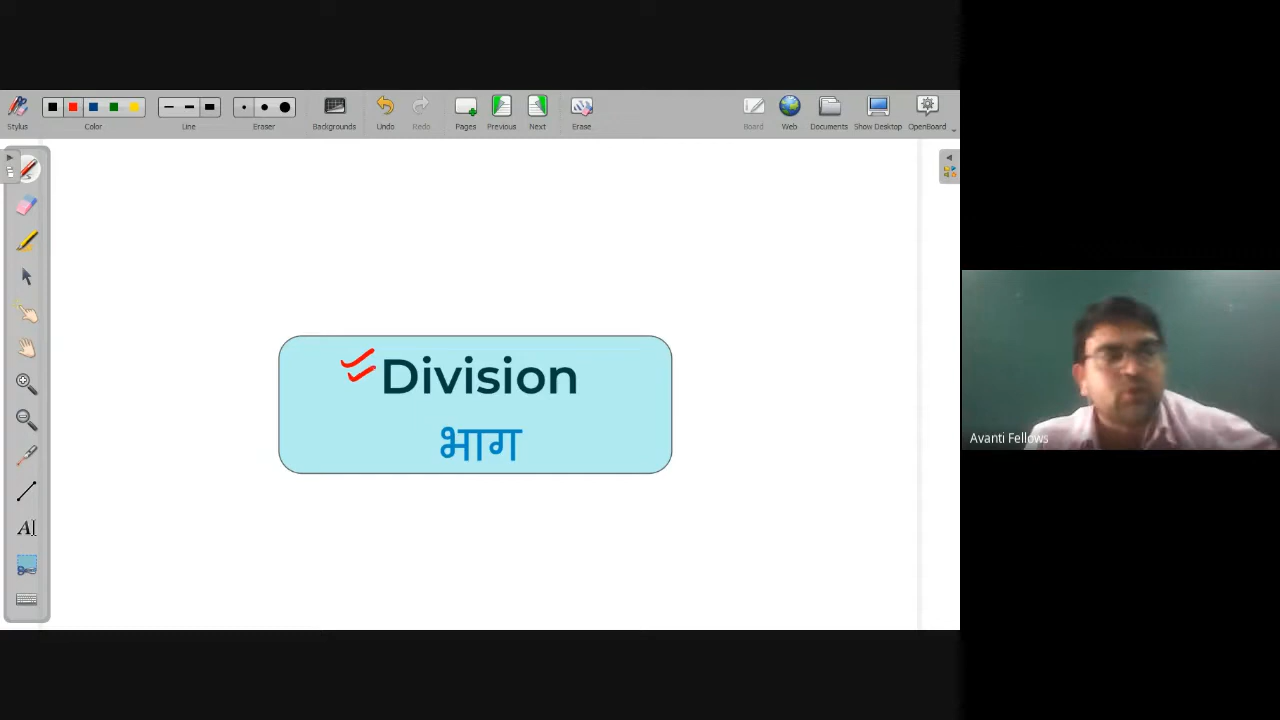 Stylus Color Line Eraser Backgrounds Undo Redo Pages Previous Next Erase Board Web Documents Show Desktop OpenBoard
Division
भाग
Avanti Fellows